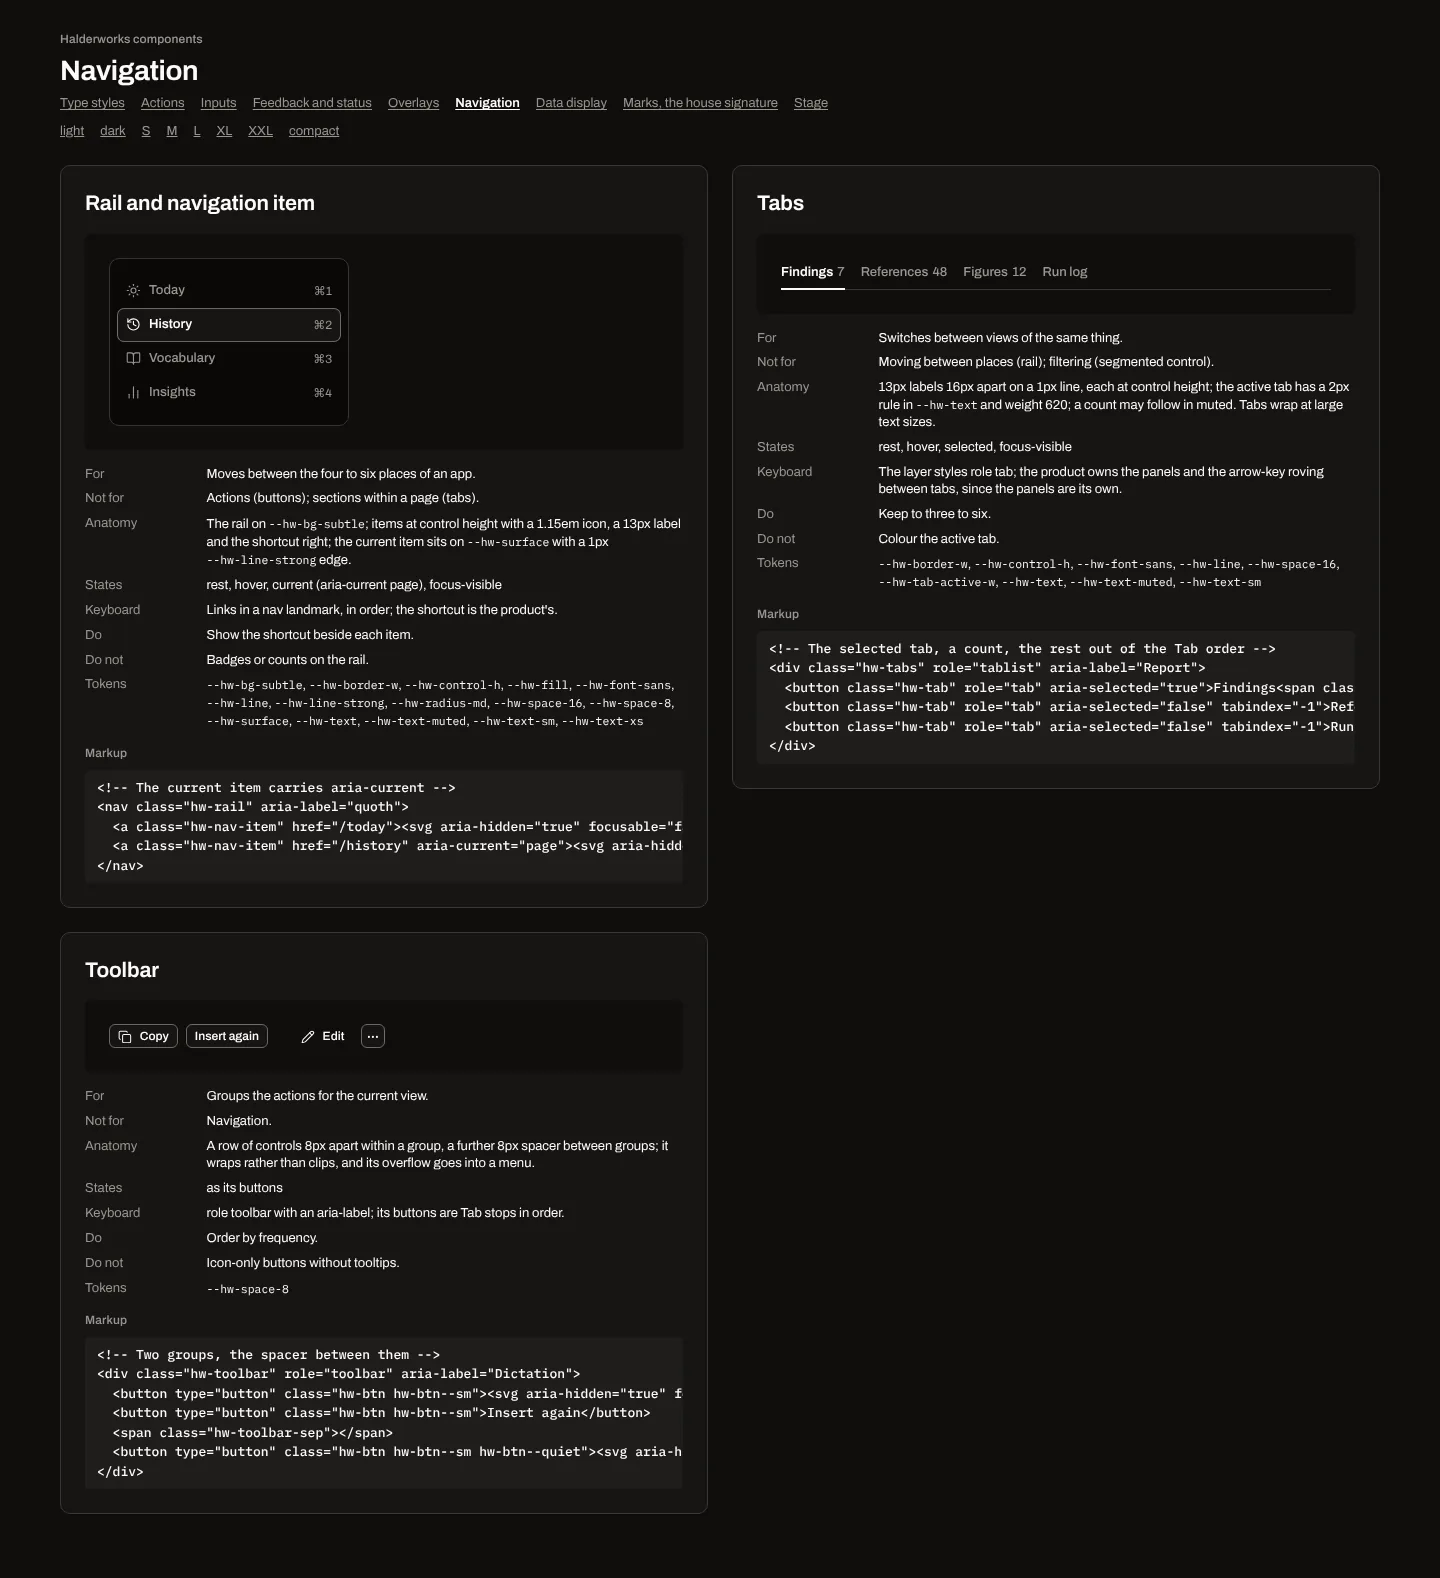 Halderworks components
Navigation
Type styles Actions Inputs Feedback and status Overlays Navigation Data display Marks, the house signature Stage
light dark S M L XL XXL compact
Rail and navigation item
Today ⌘1
History ⌘2
Vocabulary ⌘3
Insights ⌘4
For Moves between the four to six places of an app.
Not for Actions (buttons); sections within a page (tabs).
Anatomy The rail on --hw-bg-subtle; items at control height with a 1.15em icon, a 13px label
and the shortcut right; the current item sits on --hw-surface with a 1px
--hw-line-strong edge.
States rest, hover, current (aria-current page), focus-visible
Keyboard Links in a nav landmark, in order; the shortcut is the product's.
Do Show the shortcut beside each item.
Do not Badges or counts on the rail.
Tokens --hw-bg-subtle, --hw-border-w, --hw-control-h, --hw-fill, --hw-font-sans,
--hw-line, --hw-line-strong, --hw-radius-md, --hw-space-16, --hw-space-8,
--hw-surface, --hw-text, --hw-text-muted, --hw-text-sm, --hw-text-xs
Markup
<!-- The current item carries aria-current -->
<nav class="hw-rail" aria-label="quoth">
<a class="hw-nav-item" href="/today"><svg aria-hidden="true" focusable="f
<a class="hw-nav-item" href="/history" aria-current="page"><svg aria-hidd
</nav>
Tabs
Findings 7 References 48 Figures 12 Run log
For Switches between views of the same thing.
Not for Moving between places (rail); filtering (segmented control).
Anatomy 13px labels 16px apart on a 1px line, each at control height; the active tab has a 2px
rule in --hw-text and weight 620; a count may follow in muted. Tabs wrap at large
text sizes.
States rest, hover, selected, focus-visible
Keyboard The layer styles role tab; the product owns the panels and the arrow-key roving
between tabs, since the panels are its own.
Do Keep to three to six.
Do not Colour the active tab.
Tokens --hw-border-w, --hw-control-h, --hw-font-sans, --hw-line, --hw-space-16,
--hw-tab-active-w, --hw-text, --hw-text-muted, --hw-text-sm
Markup
<!-- The selected tab, a count, the rest out of the Tab order -->
<div class="hw-tabs" role="tablist" aria-label="Report">
<button class="hw-tab" role="tab" aria-selected="true">Findings<span clas
<button class="hw-tab" role="tab" aria-selected="false" tabindex="-1">Ref
<button class="hw-tab" role="tab" aria-selected="false" tabindex="-1">Run
</div>
Toolbar
Copy Insert again Edit ...
For Groups the actions for the current view.
Not for Navigation.
Anatomy A row of controls 8px apart within a group, a further 8px spacer between groups; it
wraps rather than clips, and its overflow goes into a menu.
States as its buttons
Keyboard role toolbar with an aria-label; its buttons are Tab stops in order.
Do Order by frequency.
Do not Icon-only buttons without tooltips.
Tokens --hw-space-8
Markup
<!-- Two groups, the spacer between them -->
<div class="hw-toolbar" role="toolbar" aria-label="Dictation">
<button type="button" class="hw-btn hw-btn--sm"><svg aria-hidden="true" f
<button type="button" class="hw-btn hw-btn--sm">Insert again</button>
<span class="hw-toolbar-sep"></span>
<button type="button" class="hw-btn hw-btn--sm hw-btn--quiet"><svg aria-h
</div>